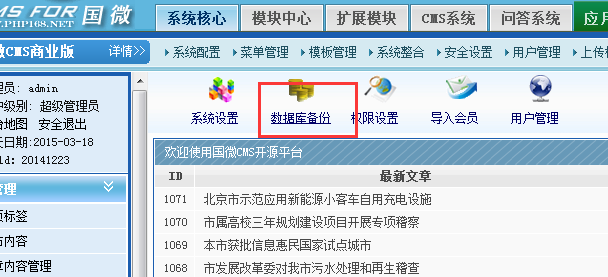 MS FOR 国微
.PHP168.NET
系统核心 模块中心 扩展模块 CMS系统 问答系统 应用
微CMS商业版 详情>>
系统配置 菜单管理 模板管理 系统整合 安全设置 用户管理 上传
理员: admin
户级别: 超级管理员
台地图 安全退出
天日期:2015-03-18
ild: 20141223
系统设置 数据库备份 权限设置 导入会员 用户管理
管理
页标签
布内容
章内容管理
欢迎使用国微CMS开源平台
ID 最新文章
1071 北京市示范应用新能源小客车自用充电设施
1070 市属高校三年规划建设项目开展专项稽察
1069 本市获批信息惠民国家试点城市
1068 市发展改革委对我市污水处理和再生稽查